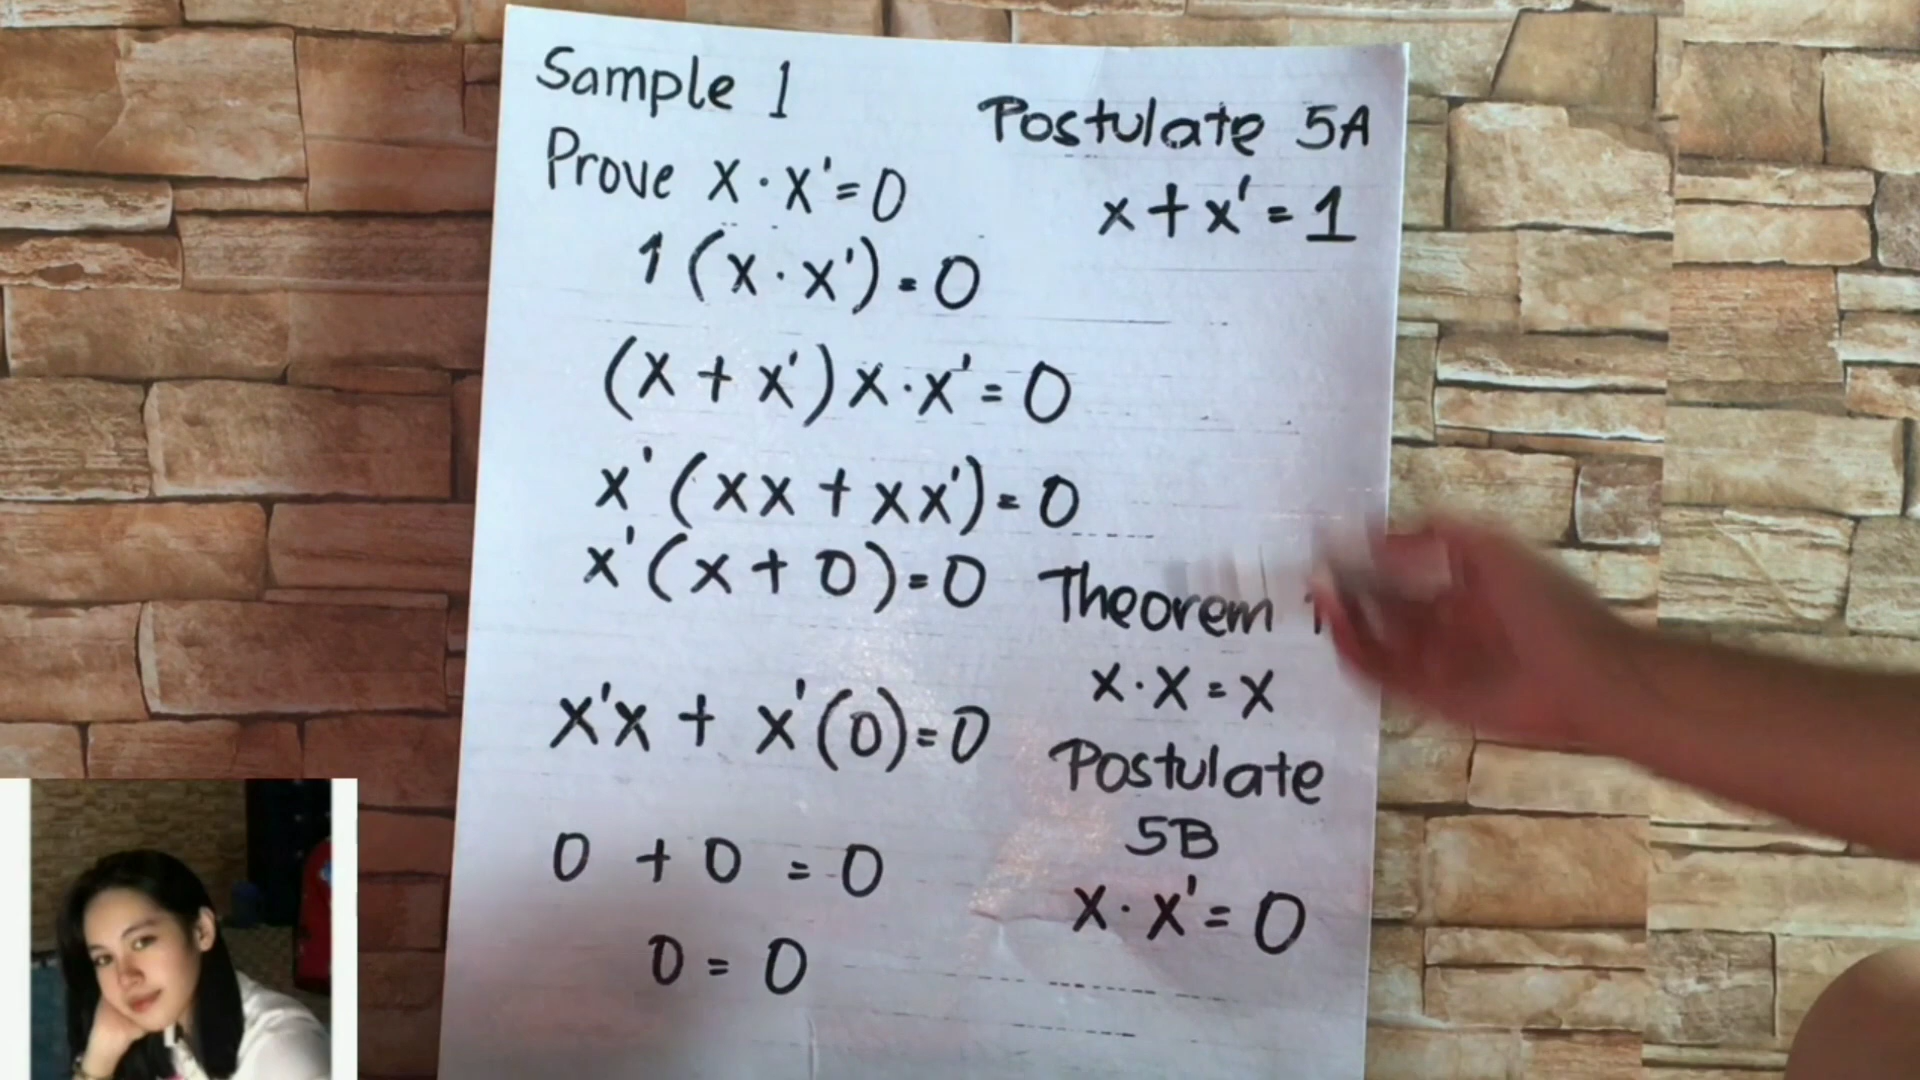 Sample 1
Prove x · x' = 0
1 (x · x') = 0
(x + x') x · x' = 0
x' (xx + xx') = 0
x' (x + 0) = 0
x'x + x'(0) = 0
0 + 0 = 0
0 = 0
Postulate 5A
x + x' = 1
Theorem
x · x = x
Postulate
5B
x · x' = 0